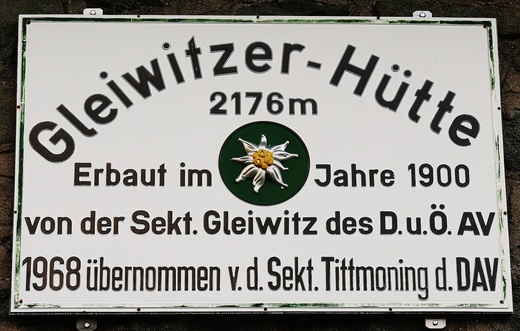 Gleiwitzer-Hütte
2176m
Erbaut im Jahre 1900
von der Sekt. Gleiwitz des D.u.Ö. AV
1968 übernommen v. d. Sekt. Tittmoning d. DAV